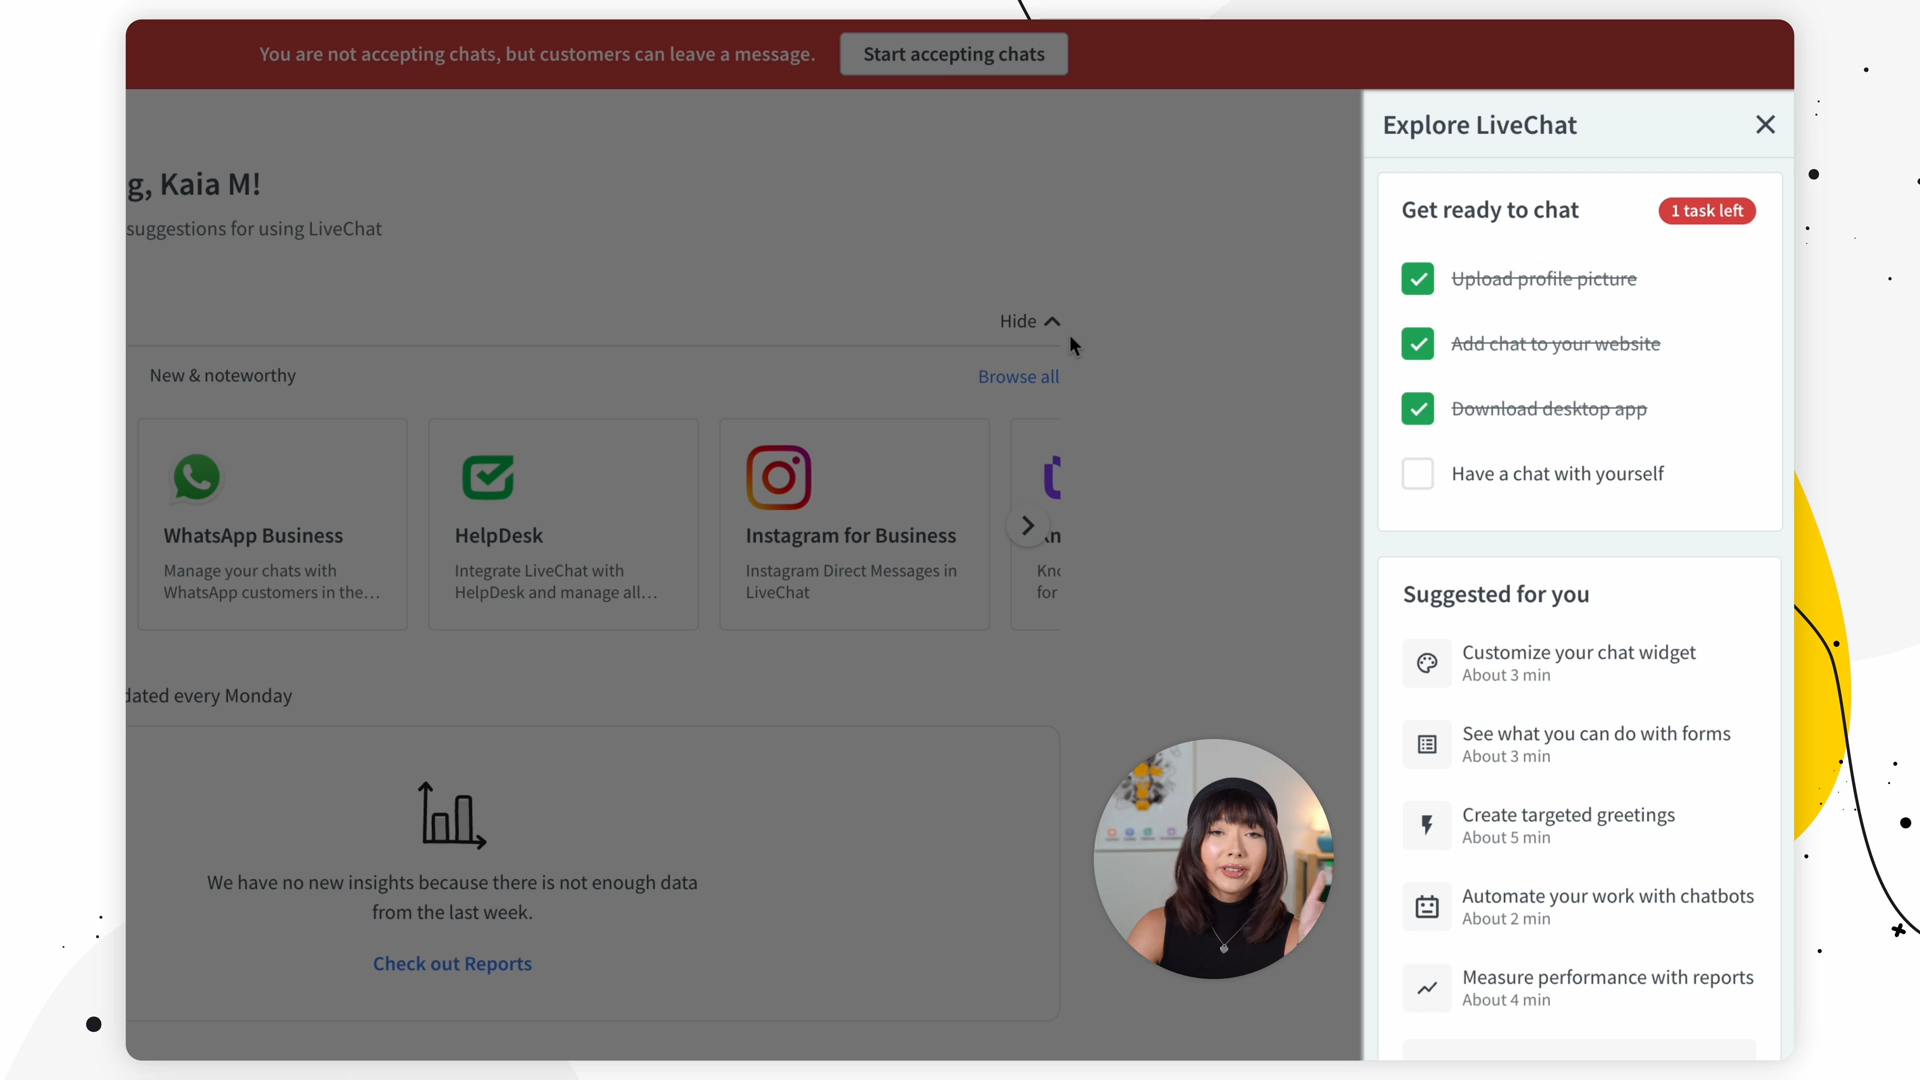 You are not accepting chats, but customers can leave a message.
Start accepting chats
g, Kaia M!
suggestions for using LiveChat
Hide
New & noteworthy
Browse all
WhatsApp Business
Manage your chats with
WhatsApp customers in the...
HelpDesk
Integrate LiveChat with
HelpDesk and manage all...
Instagram for Business
Instagram Direct Messages in
LiveChat
for
dated every Monday
We have no new insights because there is not enough data
from the last week.
Check out Reports
Explore LiveChat
Get ready to chat
1 task left
Upload profile picture
Add chat to your website
Download desktop app
Have a chat with yourself
Suggested for you
Customize your chat widget
About 3 min
See what you can do with forms
About 3 min
Create targeted greetings
About 5 min
Automate your work with chatbots
About 2 min
Measure performance with reports
About 4 min